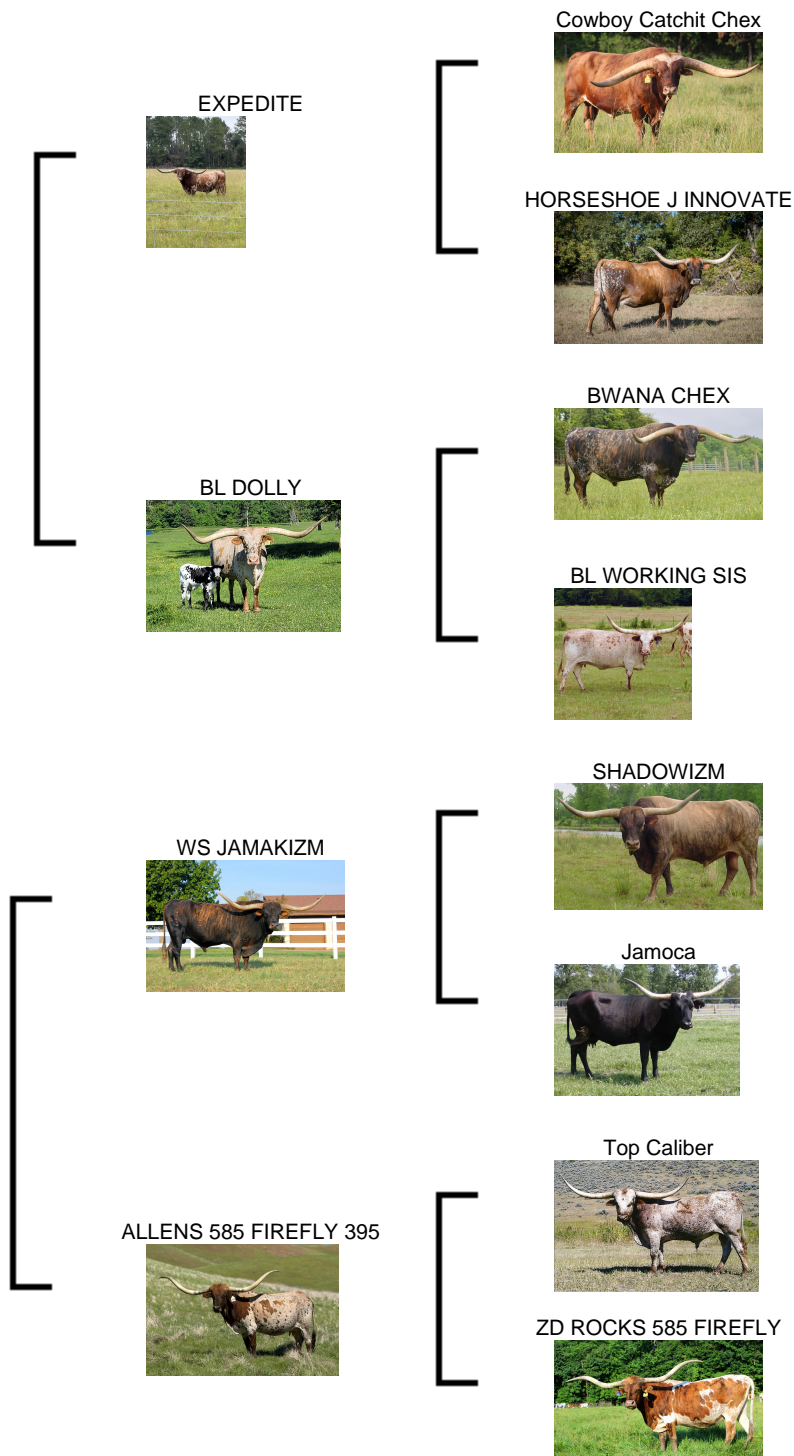 Cowboy Catchit Chex
EXPEDITE
HORSESHOE J INNOVATE
BWANA CHEX
BL DOLLY
BL WORKING SIS
SHADOWIZM
WS JAMAKIZM
Jamoca
Top Caliber
ALLENS 585 FIREFLY 395
ZD ROCKS 585 FIREFLY